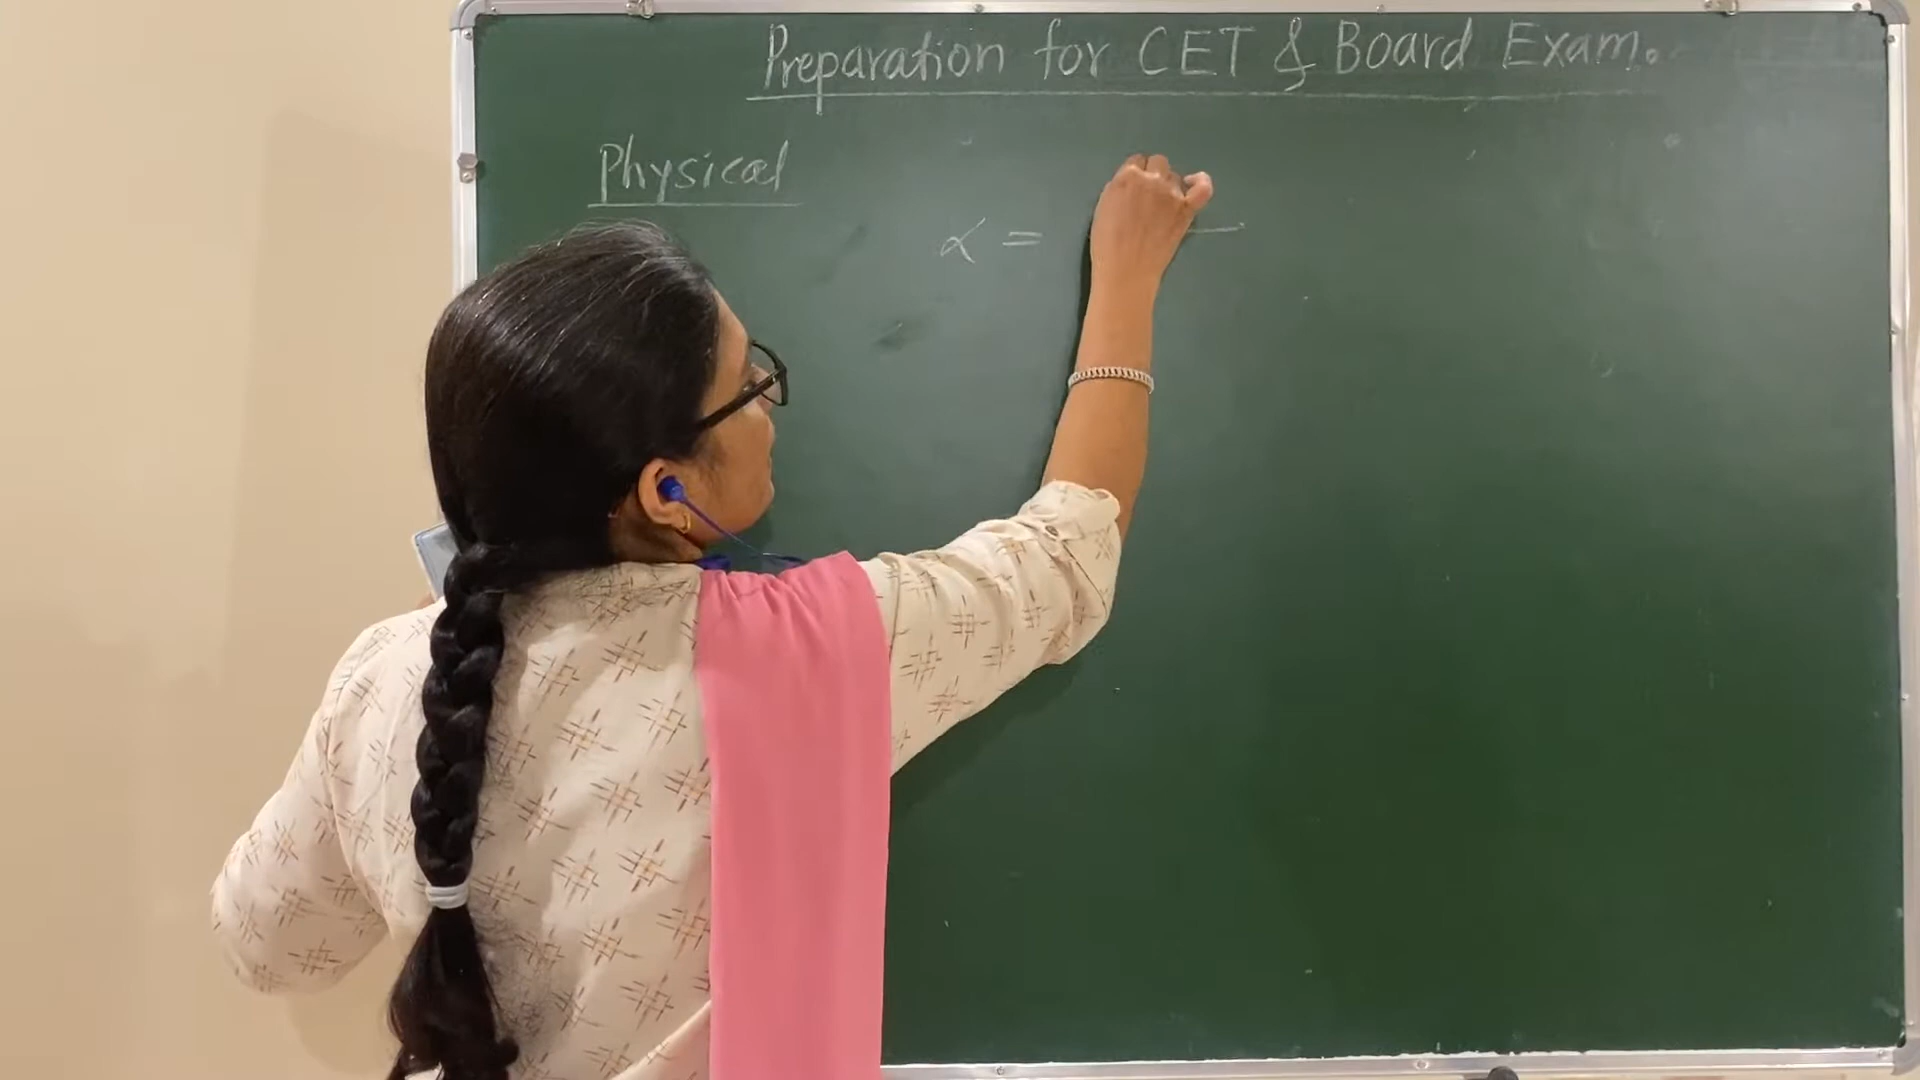 Preparation for CET & Board Exam.
Physical
α =